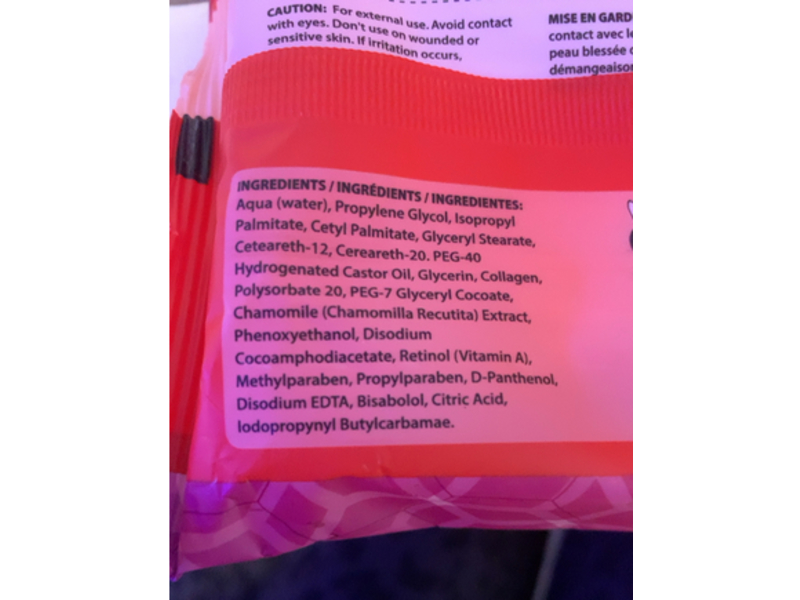 CAUTION: For external use. Avoid contact
with eyes. Don't use on wounded or
sensitive skin. If irritation occurs,
MISE EN GARD
contact avec le
peau blessée
démangeaison
INGREDIENTS / INGRÉDIENTS / INGREDIENTES:
Aqua (water), Propylene Glycol, Isopropyl
Palmitate, Cetyl Palmitate, Glyceryl Stearate,
Ceteareth-12, Cereareth-20. PEG-40
Hydrogenated Castor Oil, Glycerin, Collagen,
Polysorbate 20, PEG-7 Glyceryl Cocoate,
Chamomile (Chamomilla Recutita) Extract,
Phenoxyethanol, Disodium
Cocoamphodiacetate, Retinol (Vitamin A),
Methylparaben, Propylparaben, D-Panthenol,
Disodium EDTA, Bisabolol, Citric Acid,
Iodopropynyl Butylcarbamae.